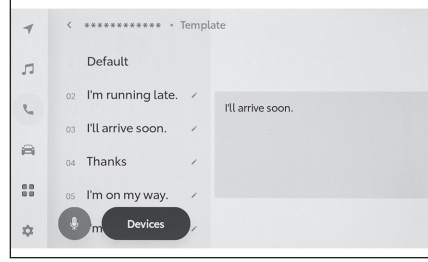 < ************ • Template
Default
02 I'm running late.
03 I'll arrive soon.
04 Thanks
05 I'm on my way.
m
Devices
I'll arrive soon.